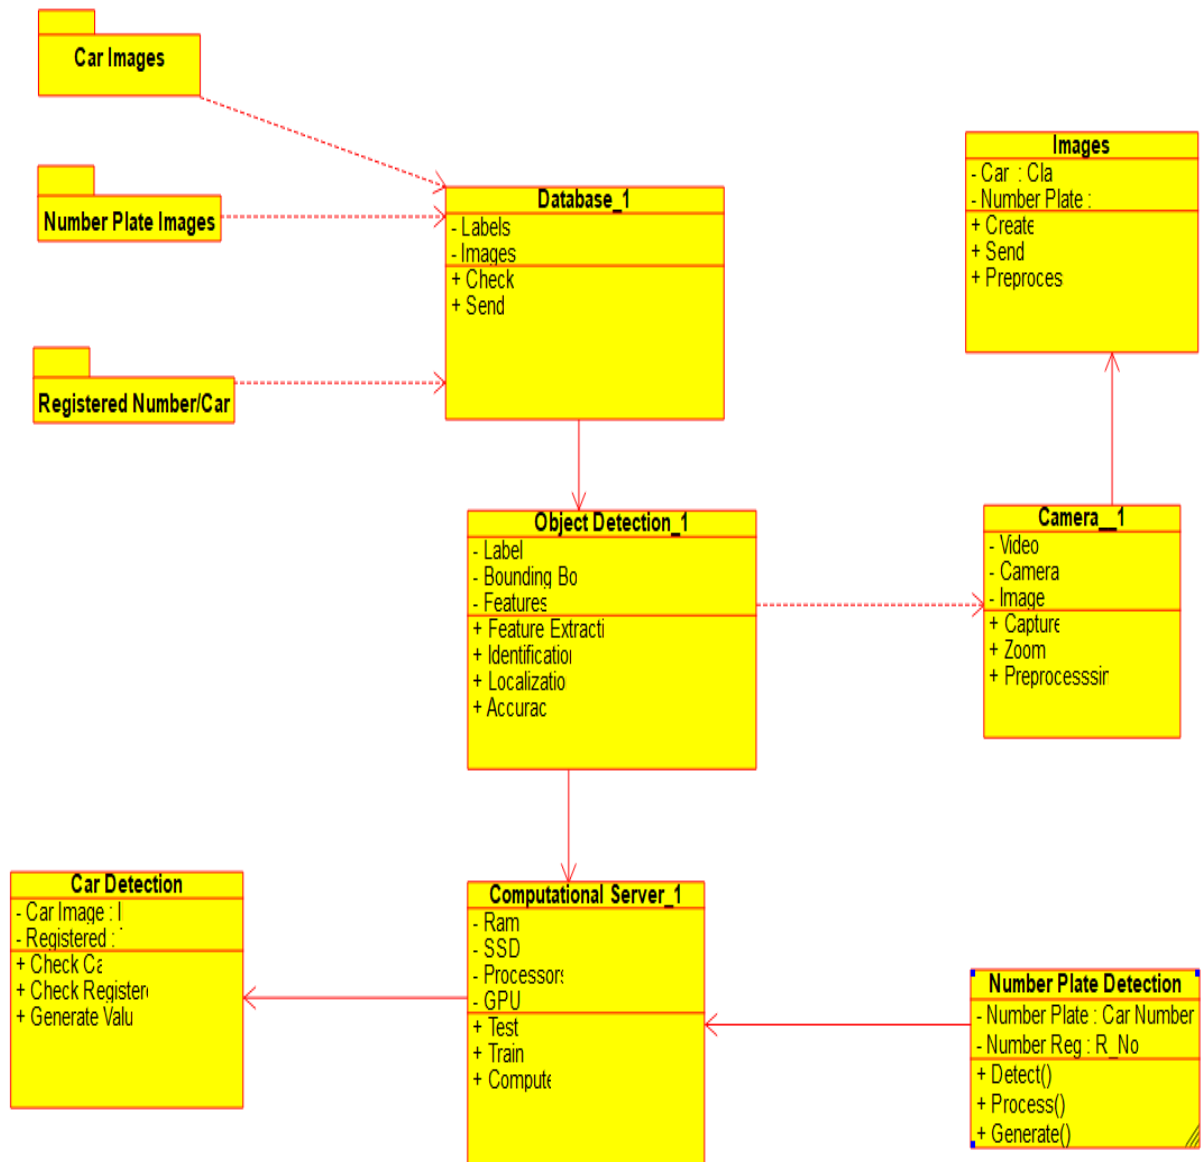 Car Images
Number Plate Images
Registered Number/Car
Database_1
- Labels
- Images
+ Check
+ Send
Images
- Car : Cla
- Number Plate :
+ Create
+ Send
+ Preproces
Object Detection_1
- Label
- Bounding Bo
- Features
+ Feature Extracti
+ Identification
+ Localizatio
+ Accurac
Camera__1
- Video
- Camera
- Image
+ Capture
+ Zoom
+ Preprocesssin
Car Detection
- Car Image : I
- Registered :
+ Check Ca
+ Check Registere
+ Generate Valu
Computational Server_1
- Ram
- SSD
- Processors
- GPU
+ Test
+ Train
+ Compute
Number Plate Detection
- Number Plate : Car Number
- Number Reg : R_No
+ Detect()
+ Process()
+ Generate()